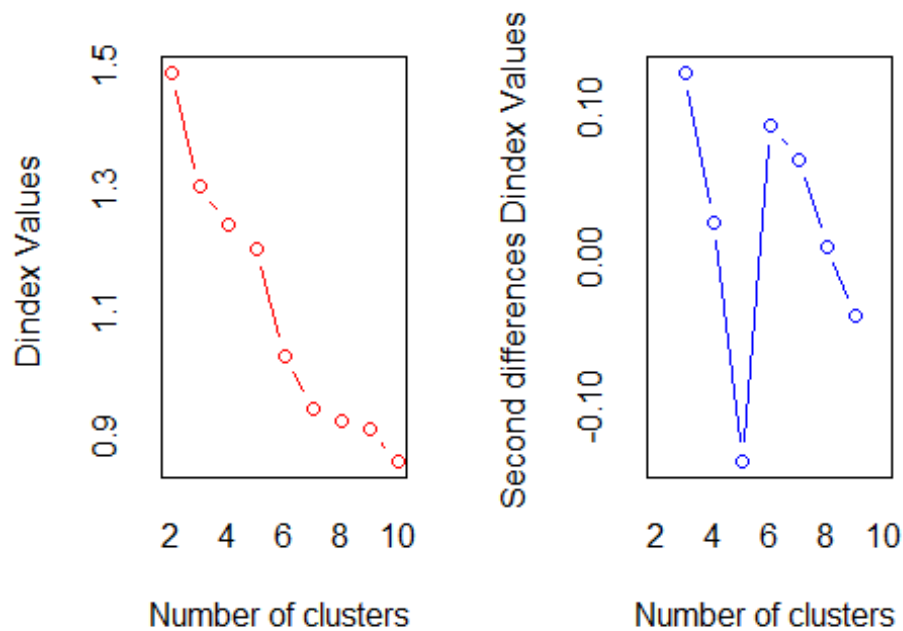 Dindex Values
1.5
1.3
1.1
0.9
2 4 6 8 10
Number of clusters
Second differences Dindex Values
0.10
0.00
-0.10
2 4 6 8 10
Number of clusters